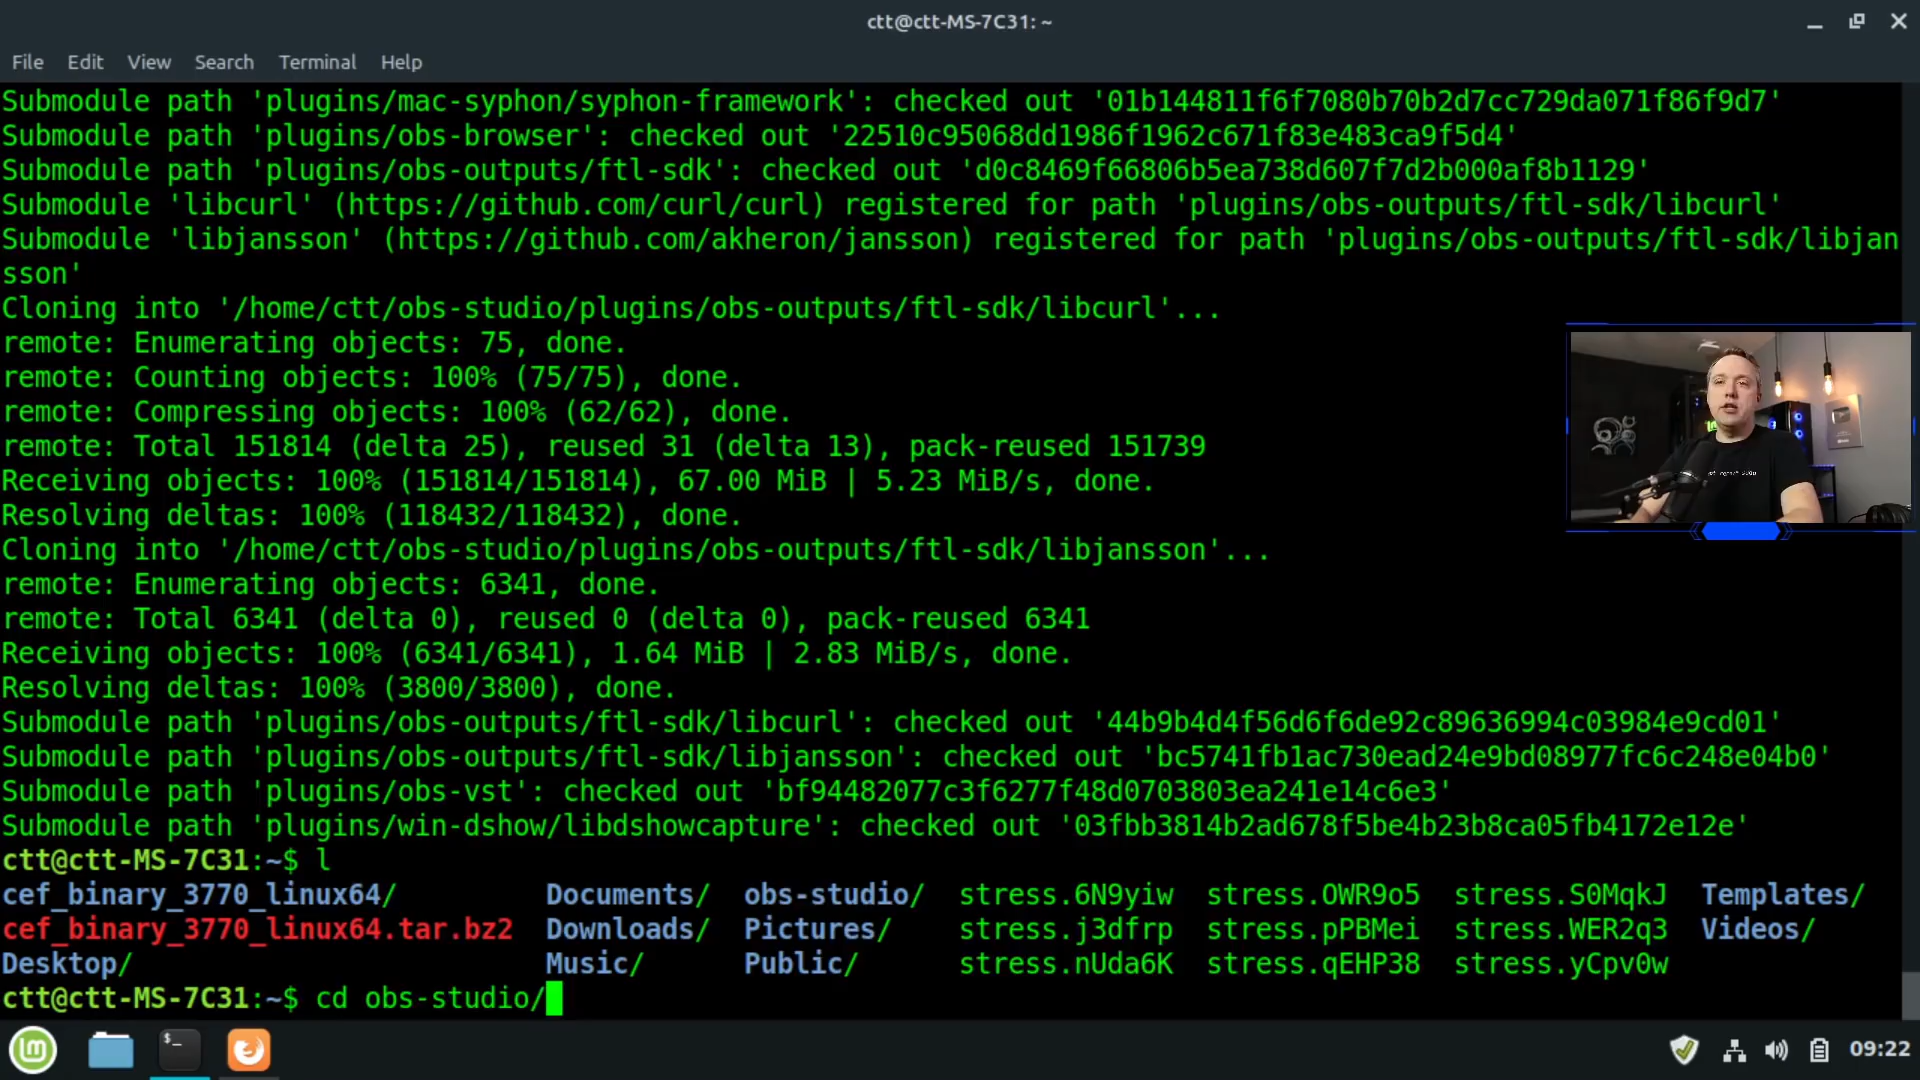 ctt@ctt-MS-7C31: ~
File Edit View Search Terminal Help
Submodule path 'plugins/mac-syphon/syphon-framework': checked out '01b144811f6f7080b70b2d7cc729da071f86f9d7'
Submodule path 'plugins/obs-browser': checked out '22510c95068dd1986f1962c671f83e483ca9f5d4'
Submodule path 'plugins/obs-outputs/ftl-sdk': checked out 'd0c8469f66806b5ea738d607f7d2b000af8b1129'
Submodule 'libcurl' (https://github.com/curl/curl) registered for path 'plugins/obs-outputs/ftl-sdk/libcurl'
Submodule 'libjansson' (https://github.com/akheron/jansson) registered for path 'plugins/obs-outputs/ftl-sdk/libjan
sson'
Cloning into '/home/ctt/obs-studio/plugins/obs-outputs/ftl-sdk/libcurl'...
remote: Enumerating objects: 75, done.
remote: Counting objects: 100% (75/75), done.
remote: Compressing objects: 100% (62/62), done.
remote: Total 151814 (delta 25), reused 31 (delta 13), pack-reused 151739
Receiving objects: 100% (151814/151814), 67.00 MiB | 5.23 MiB/s, done.
Resolving deltas: 100% (118432/118432), done.
Cloning into '/home/ctt/obs-studio/plugins/obs-outputs/ftl-sdk/libjansson'...
remote: Enumerating objects: 6341, done.
remote: Total 6341 (delta 0), reused 0 (delta 0), pack-reused 6341
Receiving objects: 100% (6341/6341), 1.64 MiB | 2.83 MiB/s, done.
Resolving deltas: 100% (3800/3800), done.
Submodule path 'plugins/obs-outputs/ftl-sdk/libcurl': checked out '44b9b4d4f56d6f6de92c89636994c03984e9cd01'
Submodule path 'plugins/obs-outputs/ftl-sdk/libjansson': checked out 'bc5741fb1ac730ead24e9bd08977fc6c248e04b0'
Submodule path 'plugins/obs-vst': checked out 'bf94482077c3f6277f48d0703803ea241e14c6e3'
Submodule path 'plugins/win-dshow/libdshowcapture': checked out '03fbb3814b2ad678f5be4b23b8ca05fb4172e12e'
ctt@ctt-MS-7C31:~$ l
cef_binary_3770_linux64/ Documents/ obs-studio/ stress.6N9yiw stress.OWR9o5 stress.S0MqkJ Templates/
cef_binary_3770_linux64.tar.bz2 Downloads/ Pictures/ stress.j3dfrp stress.pPBMei stress.WER2q3 Videos/
Desktop/ Music/ Public/ stress.nUda6K stress.qEHP38 stress.yCpv0w
ctt@ctt-MS-7C31:~$ cd obs-studio/
09:22